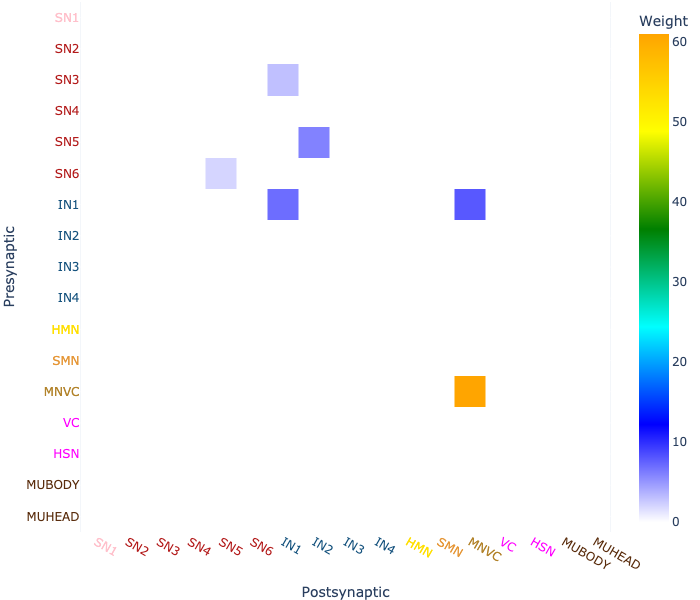 Weight
SN1
SN2
SN3
SN4
SN5
SN6
IN1
IN2
IN3
IN4
HMN
SMN
MNVC
VC
HSN
MUBODY
MUHEAD
Presynaptic
SN1
SN2
SN3
SN4
SN5
SN6
IN1
IN2
IN3
IN4
HMN
SMN
MNVC
VC
HSN
MUBODY
MUHEAD
Postsynaptic
60
50
40
30
20
10
0